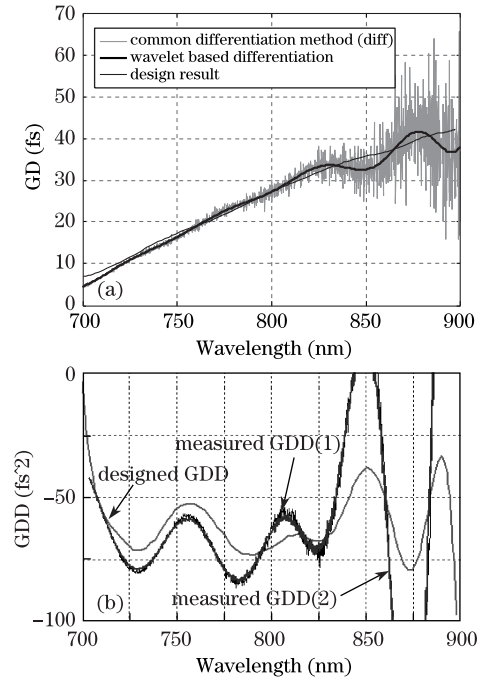 70
60
50
40
30
20
10
0
GD (fs)
common differentiation method (diff)
wavelet based differentiation
design result
(a)
700
750
800
850
900
Wavelength (nm)
0
−50
−100
GDD (fs^2)
measured GDD(1)
designed GDD
measured GDD(2)
(b)
700
750
800
850
900
Wavelength (nm)